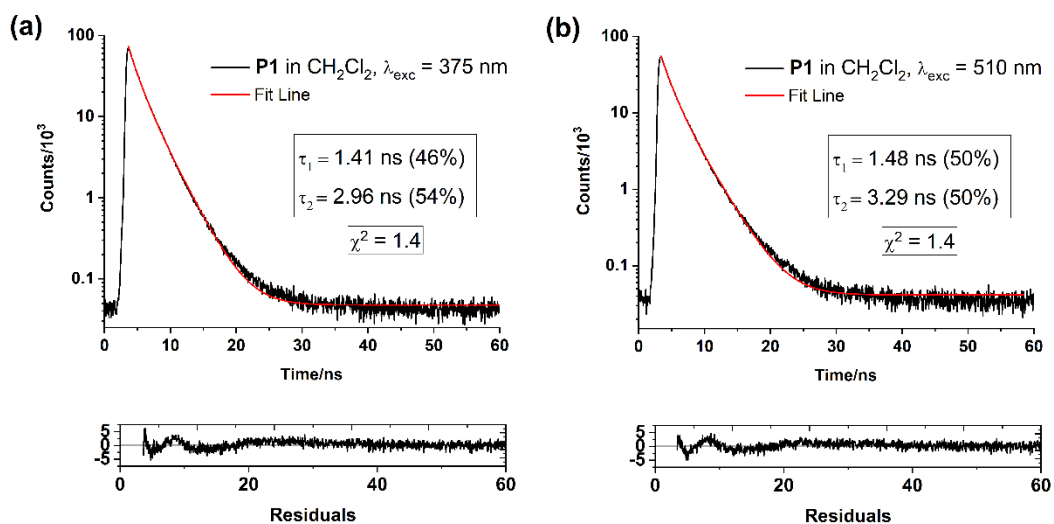 (a)
P1 in CH₂Cl₂, λexc = 375 nm
Fit Line
τ₁ = 1.41 ns (46%)
τ₂ = 2.96 ns (54%)
χ² = 1.4
Counts/10³
100
10
1
0.1
0 10 20 30 40 50 60
Time/ns
5
0
-5
0 20 40 60
Residuals
(b)
P1 in CH₂Cl₂, λexc = 510 nm
Fit Line
τ₁ = 1.48 ns (50%)
τ₂ = 3.29 ns (50%)
χ² = 1.4
Counts/10³
100
10
1
0.1
0 10 20 30 40 50 60
Time/ns
5
0
-5
0 20 40 60
Residuals